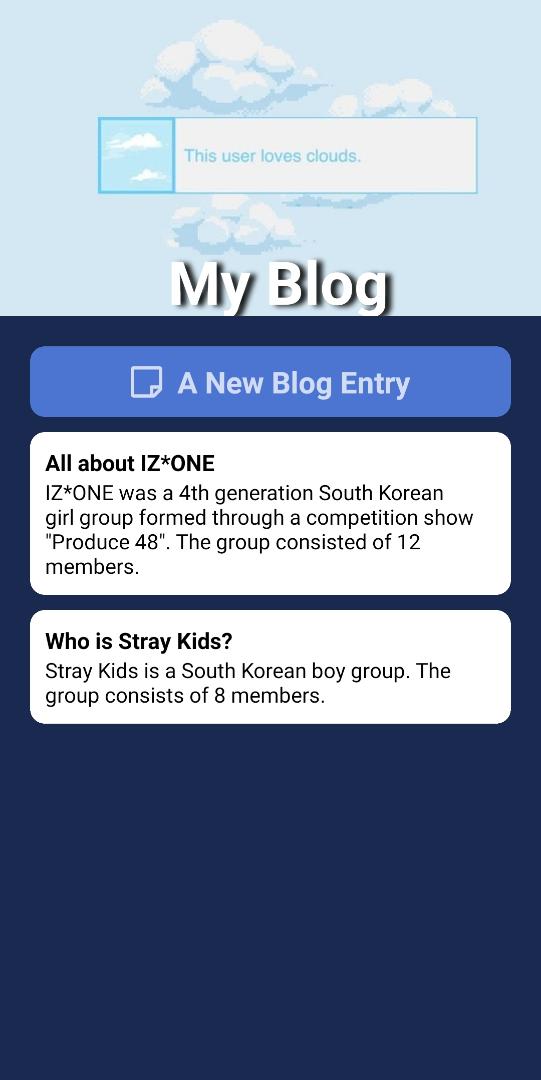 This user loves clouds.
My Blog
A New Blog Entry
All about IZ*ONE
IZ*ONE was a 4th generation South Korean
girl group formed through a competition show
"Produce 48". The group consisted of 12
members.
Who is Stray Kids?
Stray Kids is a South Korean boy group. The
group consists of 8 members.